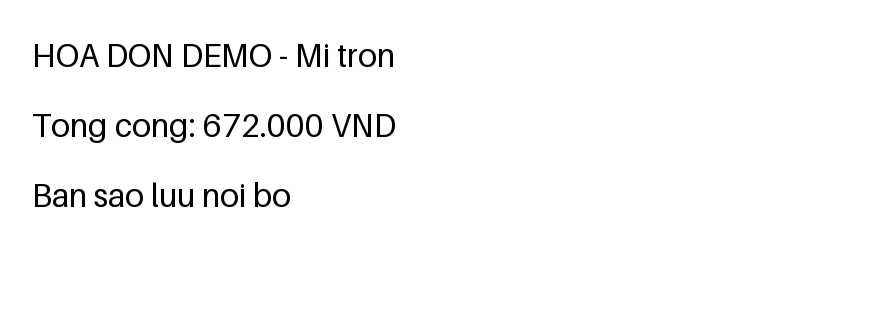 HOA DON DEMO - Mi tron
Tong cong: 672.000 VND
Ban sao luu noi bo